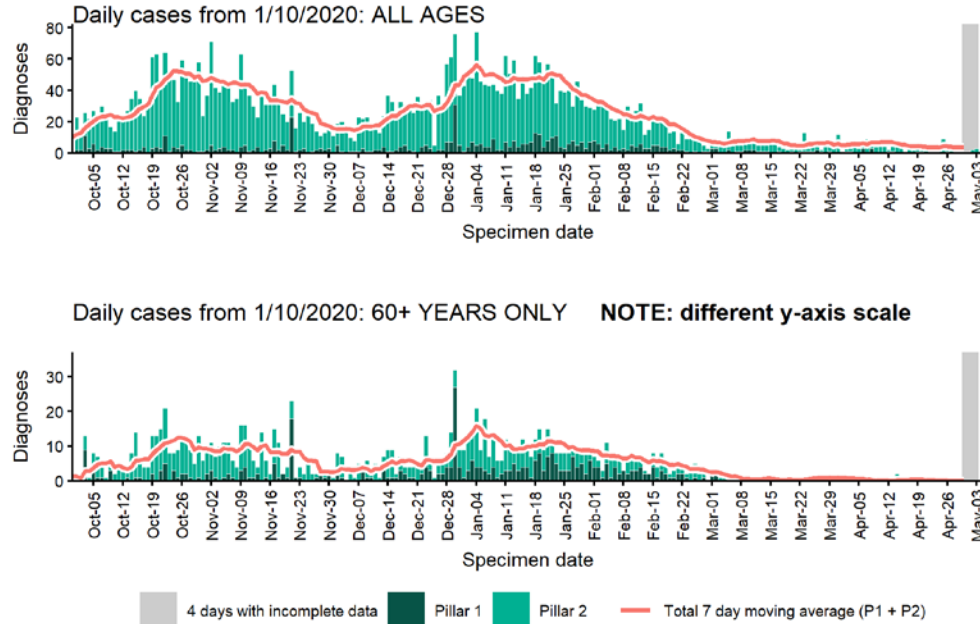 Daily cases from 1/10/2020: ALL AGES
80
60
40
20
0
Diagnoses
Oct-05
Oct-12
Oct-19
Oct-26
Nov-02
Nov-09
Nov-16
Nov-23
Nov-30
Dec-07
Dec-14
Dec-21
Dec-28
Jan-04
Jan-11
Jan-18
Jan-25
Feb-01
Feb-08
Feb-15
Feb-22
Mar-01
Mar-08
Mar-15
Mar-22
Mar-29
Apr-05
Apr-12
Apr-19
Apr-26
Mar-03
Specimen date
Daily cases from 1/10/2020: 60+ YEARS ONLY NOTE: different y-axis scale
30
20
10
0
Diagnoses
Oct-05
Oct-12
Oct-19
Oct-26
Nov-02
Nov-09
Nov-16
Nov-23
Nov-30
Dec-07
Dec-14
Dec-21
Dec-28
Jan-04
Jan-11
Jan-18
Jan-25
Feb-01
Feb-08
Feb-15
Feb-22
Mar-01
Mar-08
Mar-15
Mar-22
Mar-29
Apr-05
Apr-12
Apr-19
Apr-26
Mar-03
Specimen date
4 days with incomplete data Pillar 1 Pillar 2 Total 7 day moving average (P1 + P2)